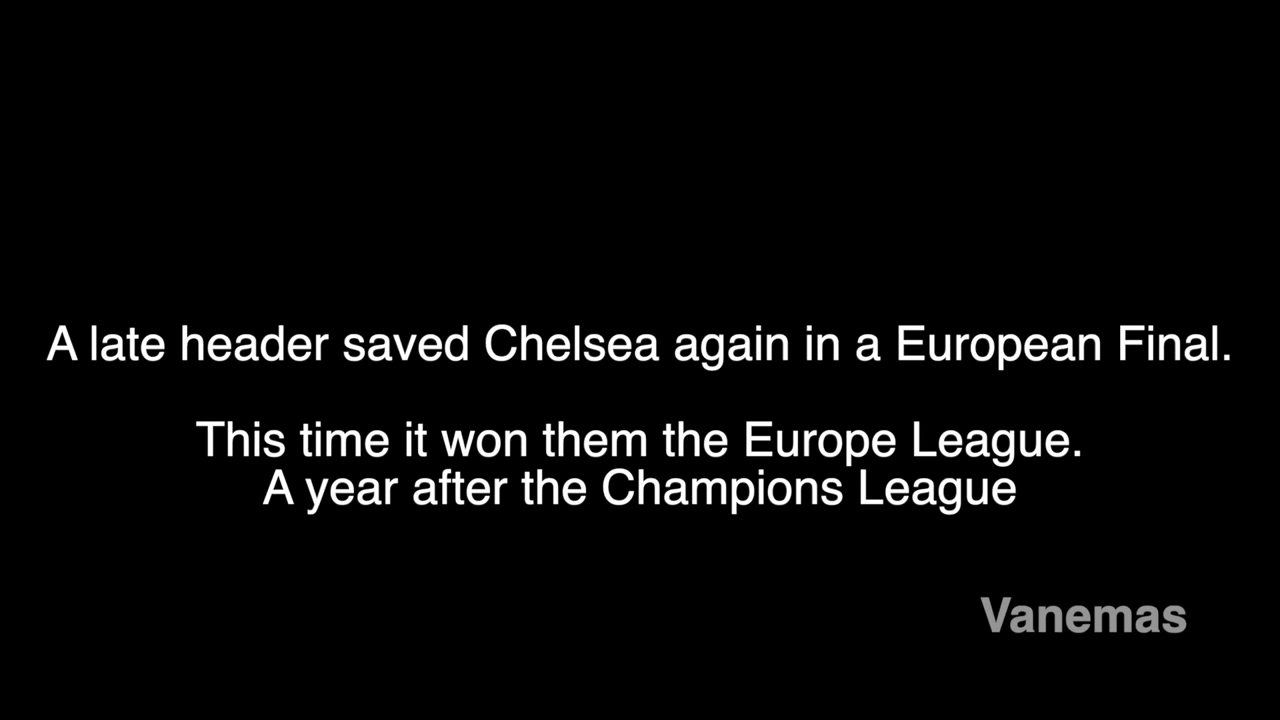 A late header saved Chelsea again in a European Final.
This time it won them the Europe League.
A year after the Champions League
Vanemas